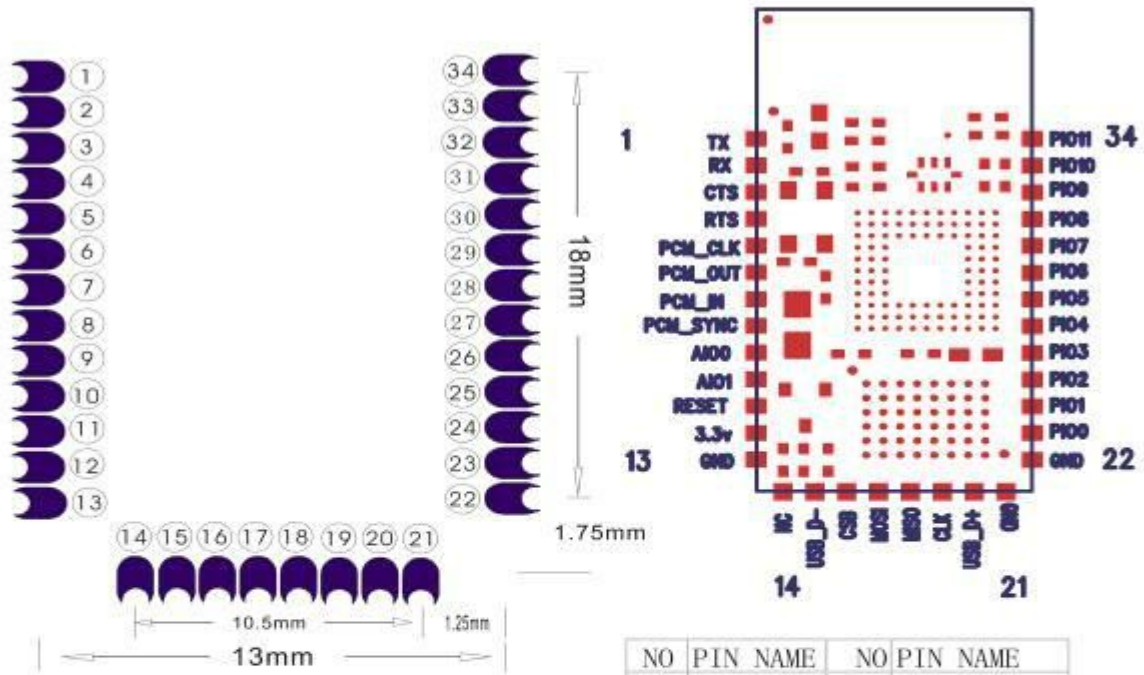 1
2
3
4
5
6
7
8
9
10
11
12
13
14 15 16 17 18 19 20 21
34
33
32
31
30
29
28
27
26
25
24
23
22
18mm
1.75mm
10.5mm
1.25mm
13mm
1
13
TX
RX
CTS
RTS
PCM_CLK
PCM_OUT
PCM_IN
PCM_SYNC
AIO0
AIO1
RESET
3.3v
GND
34
22
PIO11
PIO10
PIO9
PIO8
PIO7
PIO6
PIO5
PIO4
PIO3
PIO2
PIO1
PIO0
GND
NC
USB_D-
CSB
MOSI
MISO
CLK
USB_D+
GND
14
21
NO PIN NAME NO PIN NAME